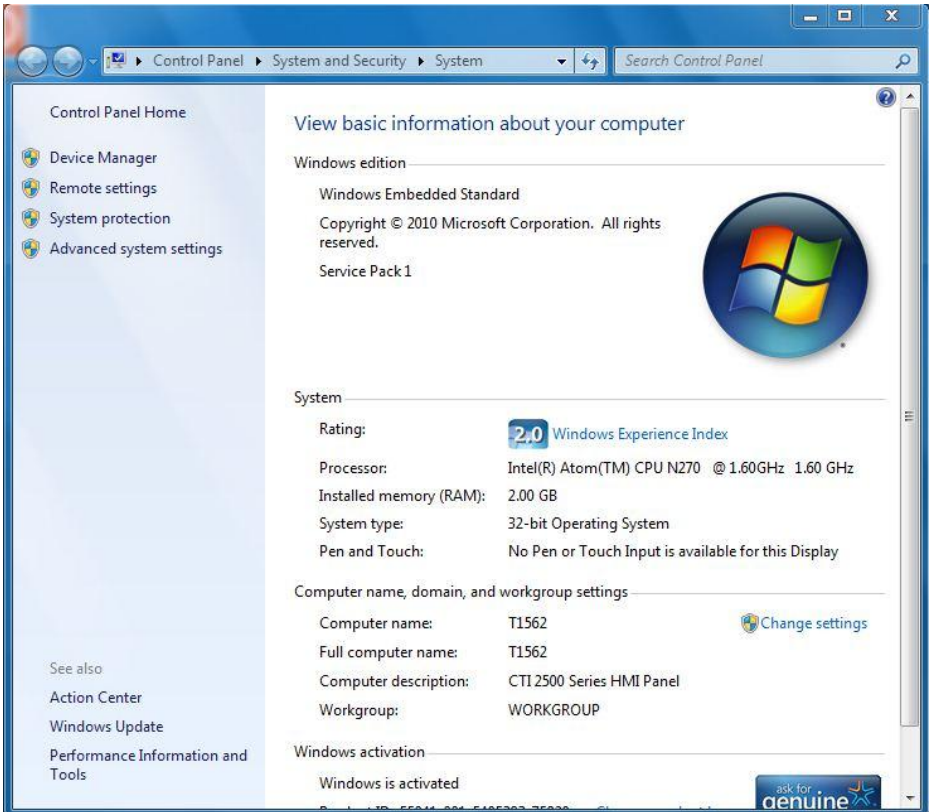 Control Panel ▸ System and Security ▸ System
Search Control Panel
Control Panel Home
Device Manager
Remote settings
System protection
Advanced system settings
See also
Action Center
Windows Update
Performance Information and
Tools
View basic information about your computer
Windows edition
Windows Embedded Standard
Copyright © 2010 Microsoft Corporation. All rights
reserved.
Service Pack 1
System
Rating: 2.0 Windows Experience Index
Processor: Intel(R) Atom(TM) CPU N270 @ 1.60GHz 1.60 GHz
Installed memory (RAM): 2.00 GB
System type: 32-bit Operating System
Pen and Touch: No Pen or Touch Input is available for this Display
Computer name, domain, and workgroup settings
Computer name: T1562 Change settings
Full computer name: T1562
Computer description: CTI 2500 Series HMI Panel
Workgroup: WORKGROUP
Windows activation
Windows is activated
ask for
genuine